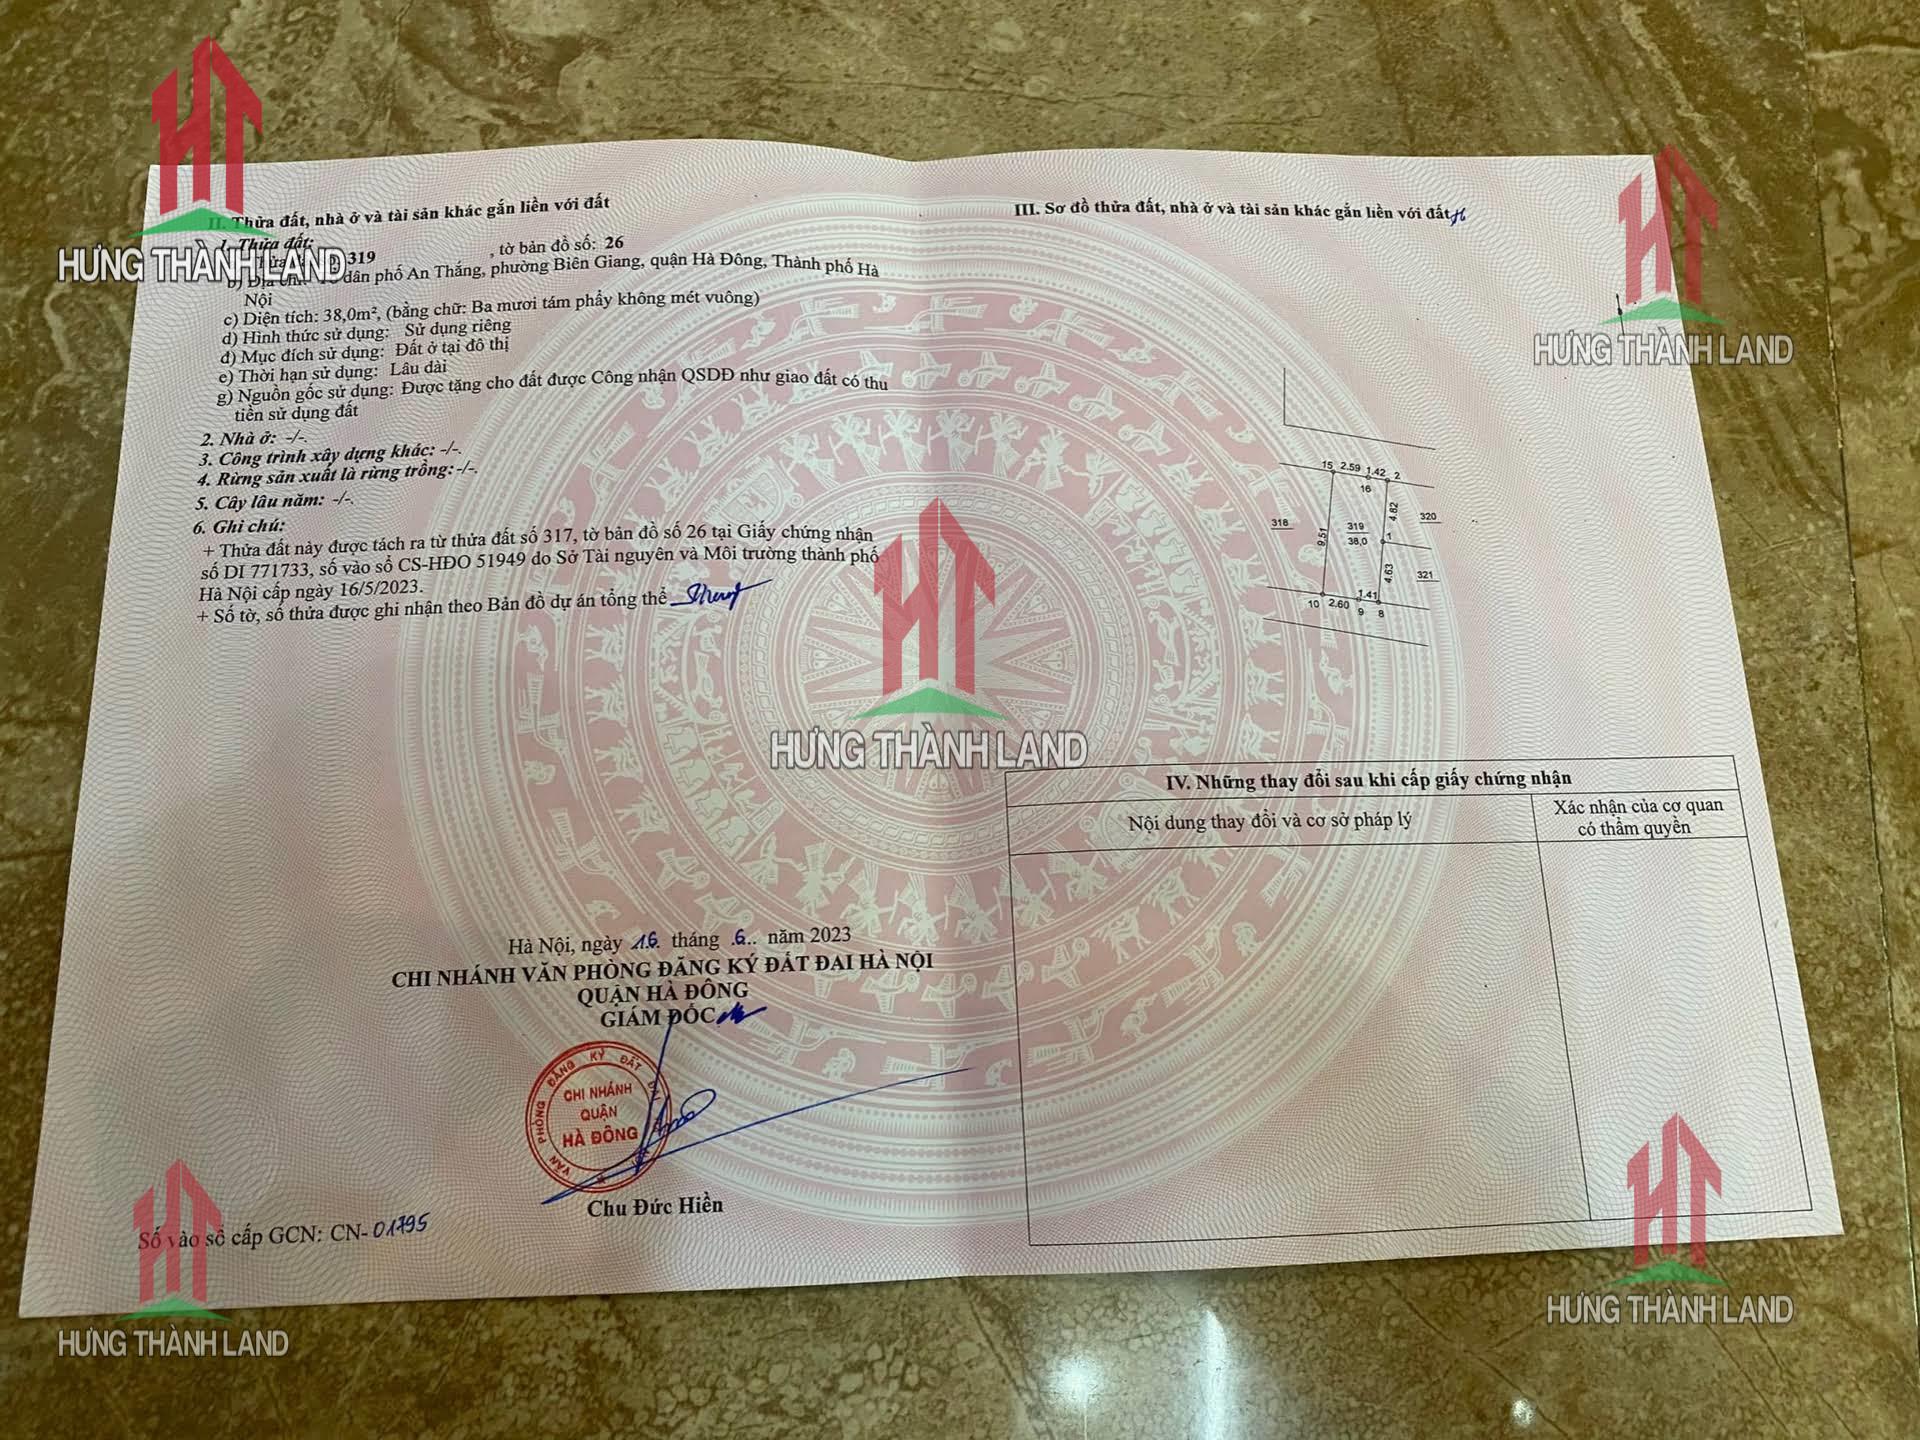 II. Thửa đất, nhà ở và tài sản khác gắn liền với đất
1. Thửa đất:
319 , tờ bản đồ số: 26
b) Địa chỉ: Tổ dân phố An Thắng, phường Biên Giang, quận Hà Đông, Thành phố Hà
Nội
c) Diện tích: 38,0m², (bằng chữ: Ba mươi tám phẩy không mét vuông)
d) Hình thức sử dụng: Sử dụng riêng
đ) Mục đích sử dụng: Đất ở tại đô thị
e) Thời hạn sử dụng: Lâu dài
g) Nguồn gốc sử dụng: Được tặng cho đất được Công nhận QSDĐ như giao đất có thu
tiền sử dụng đất
2. Nhà ở: -/-.
3. Công trình xây dựng khác: -/-.
4. Rừng sản xuất là rừng trồng: -/-.
5. Cây lâu năm: -/-.
6. Ghi chú:
+ Thửa đất này được tách ra từ thửa đất số 317, tờ bản đồ số 26 tại Giấy chứng nhận
số DI 771733, số vào sổ CS-HĐO 51949 do Sở Tài nguyên và Môi trường thành phố
Hà Nội cấp ngày 16/5/2023.
+ Số tờ, số thửa được ghi nhận theo Bản đồ dự án tổng thể
Hà Nội, ngày 16. tháng .6.. năm 2023
CHI NHÁNH VĂN PHÒNG ĐĂNG KÝ ĐẤT ĐAI HÀ NỘI
QUẬN HÀ ĐÔNG
GIÁM ĐỐC
VĂN PHÒNG ĐĂNG KÝ ĐẤT ĐAI
CHI NHÁNH
QUẬN
HÀ ĐÔNG
Chu Đức Hiền
Số vào sổ cấp GCN: CN-01795
III. Sơ đồ thửa đất, nhà ở và tài sản khác gắn liền với đất
15 2.59 1.42 2
16
318
9.51
319
38,0
4.82
1
320
4.63
321
10 2.60 1.41
9 8
IV. Những thay đổi sau khi cấp giấy chứng nhận
Nội dung thay đổi và cơ sở pháp lý
Xác nhận của cơ quan
có thẩm quyền
HƯNG THÀNH LAND
HƯNG THÀNH LAND
HƯNG THÀNH LAND
HƯNG THÀNH LAND
HƯNG THÀNH LAND